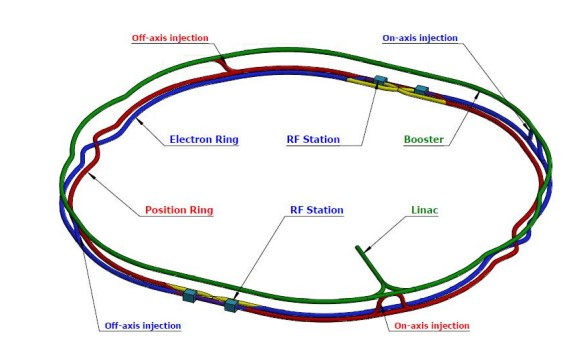 Off-axis injection
On-axis injection
Electron Ring
RF Station
Booster
Position Ring
RF Station
Linac
Off-axis injection
On-axis injection